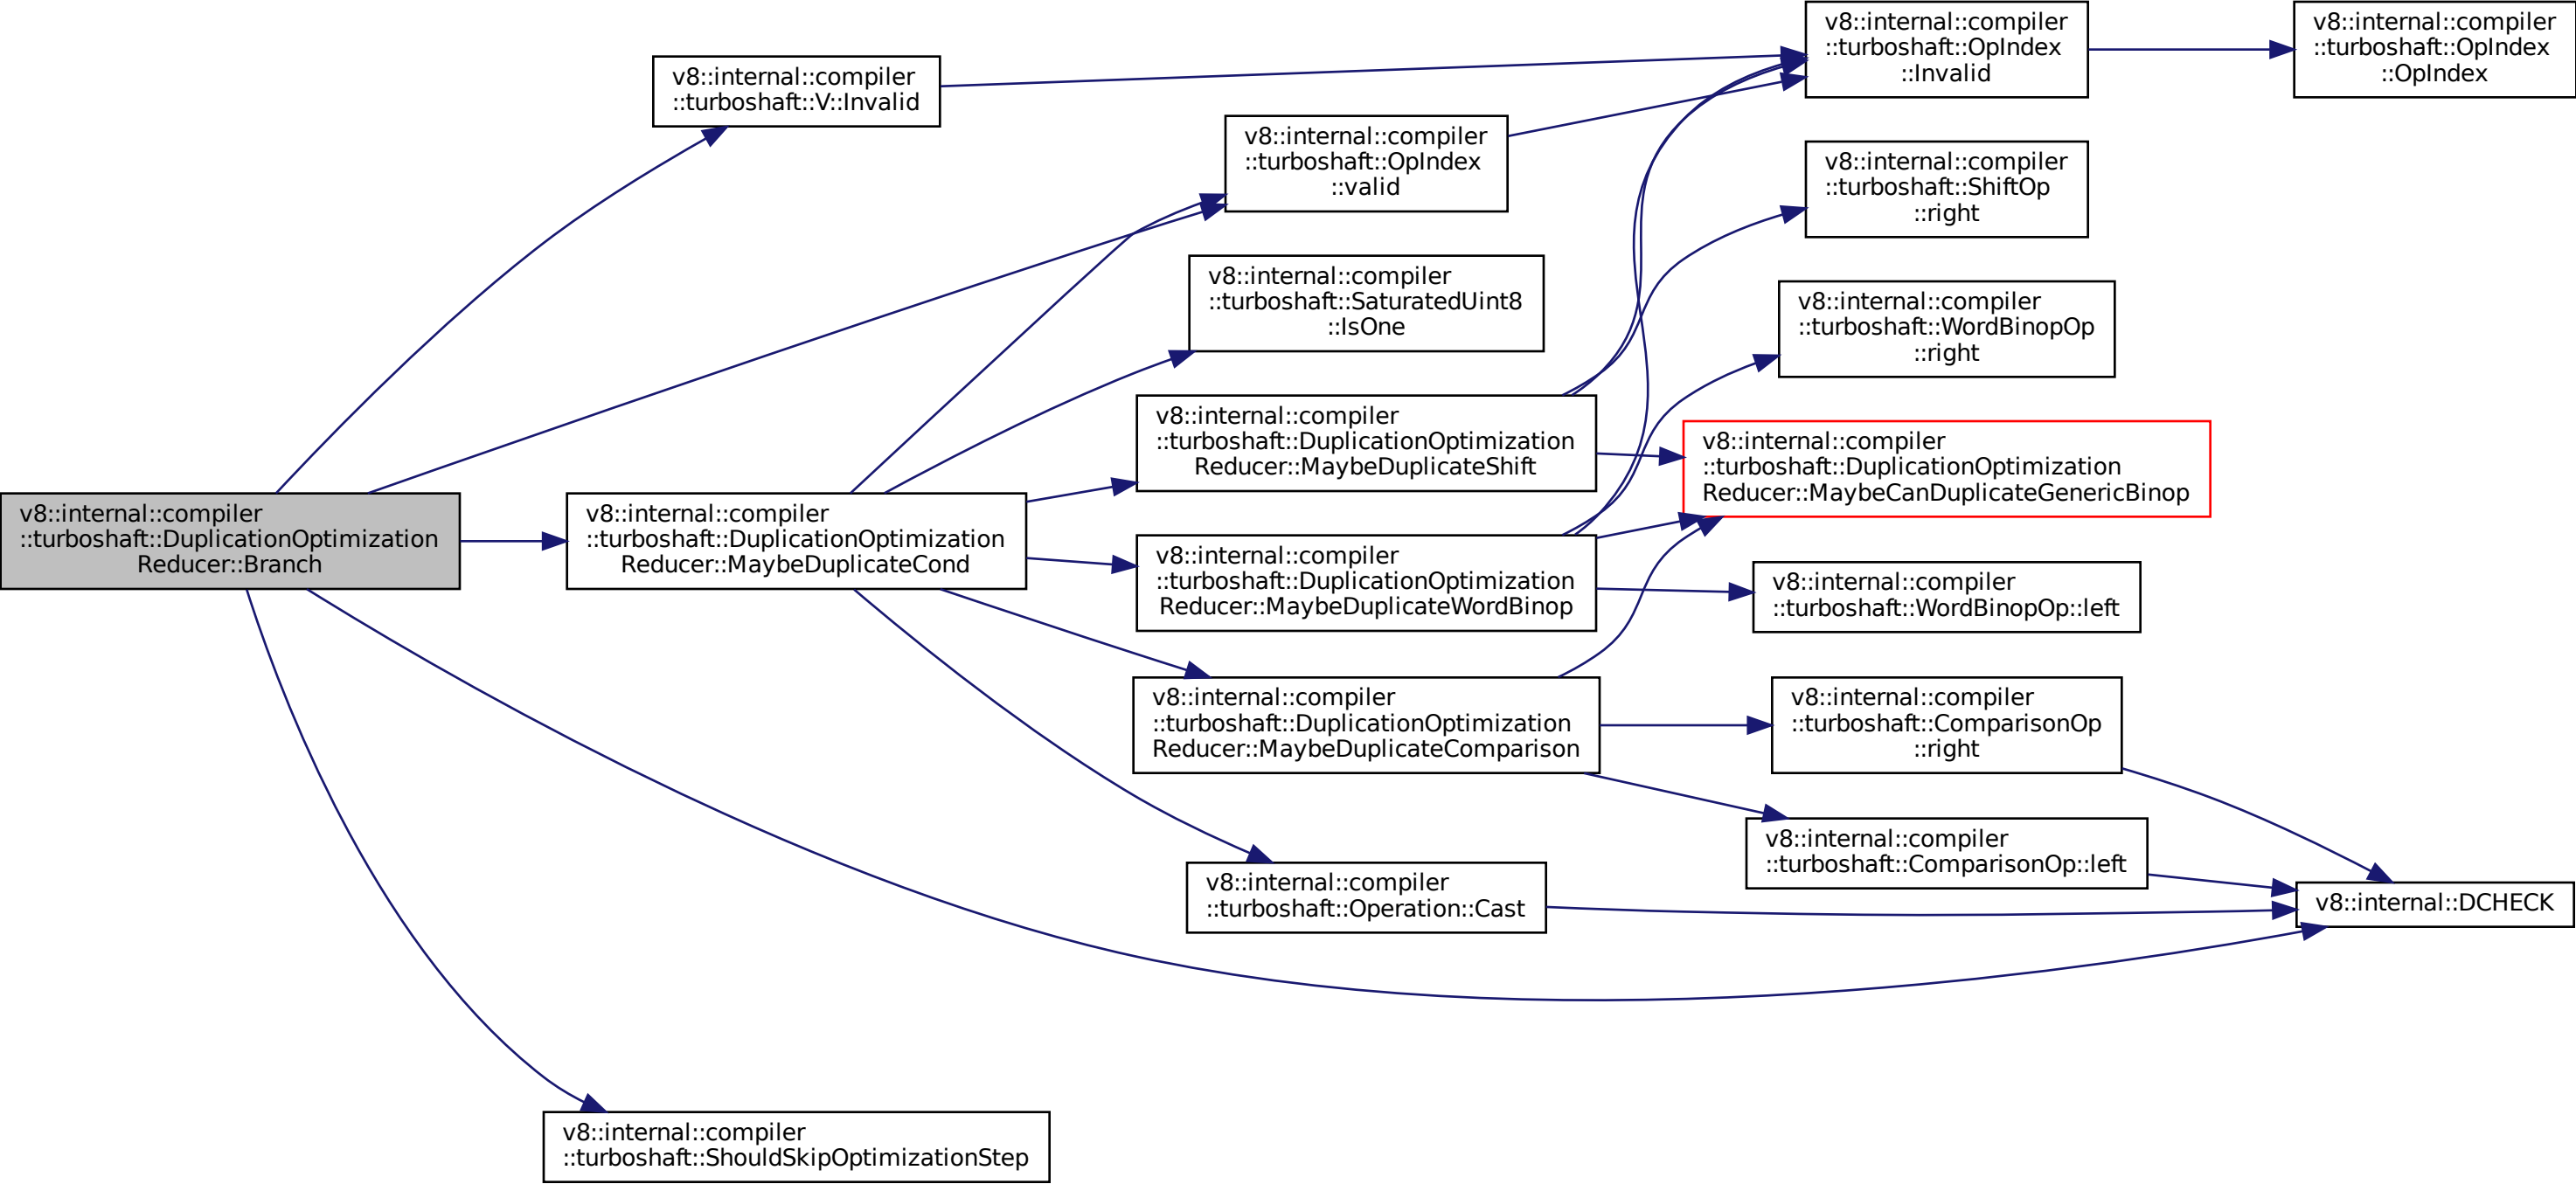 v8::internal::compiler
::turboshaft::DuplicationOptimization
Reducer::Branch
v8::internal::compiler
::turboshaft::V::Invalid
v8::internal::compiler
::turboshaft::DuplicationOptimization
Reducer::MaybeDuplicateCond
v8::internal::compiler
::turboshaft::ShouldSkipOptimizationStep
v8::internal::compiler
::turboshaft::OpIndex
::valid
v8::internal::compiler
::turboshaft::SaturatedUint8
::IsOne
v8::internal::compiler
::turboshaft::DuplicationOptimization
Reducer::MaybeDuplicateShift
v8::internal::compiler
::turboshaft::DuplicationOptimization
Reducer::MaybeDuplicateWordBinop
v8::internal::compiler
::turboshaft::DuplicationOptimization
Reducer::MaybeDuplicateComparison
v8::internal::compiler
::turboshaft::Operation::Cast
v8::internal::compiler
::turboshaft::OpIndex
::Invalid
v8::internal::compiler
::turboshaft::ShiftOp
::right
v8::internal::compiler
::turboshaft::WordBinopOp
::right
v8::internal::compiler
::turboshaft::DuplicationOptimization
Reducer::MaybeCanDuplicateGenericBinop
v8::internal::compiler
::turboshaft::WordBinopOp::left
v8::internal::compiler
::turboshaft::ComparisonOp
::right
v8::internal::compiler
::turboshaft::ComparisonOp::left
v8::internal::compiler
::turboshaft::OpIndex
::OpIndex
v8::internal::DCHECK